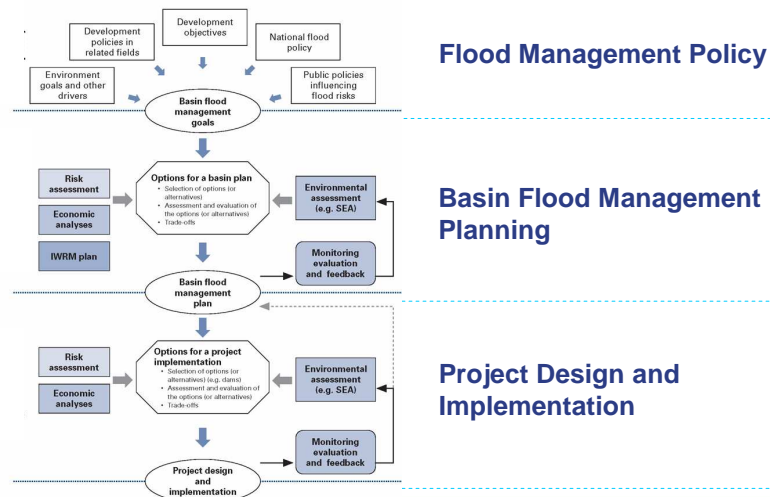 Development
objectives
Development
policies in
related fields
National flood
policy
Environment
goals and other
drivers
Public policies
influencing
flood risks
Basin flood
management
goals
Flood Management Policy
Risk
assessment
Economic
analyses
IWRM plan
Options for a basin plan
• Selection of options (or
alternatives)
• Assessment and evaluation of
the options (or alternatives)
• Trade-offs
Environmental
assessment
(e.g. SEA)
Monitoring
evaluation
and feedback
Basin flood
management
plan
Basin Flood Management
Planning
Risk
assessment
Economic
analyses
Options for a project
implementation
• Selection of options (or
alternatives) (e.g. dams)
• Assessment and evaluation of
the options (or alternatives)
• Trade-offs
Environmental
assessment
(e.g. SEA)
Monitoring
evaluation
and feedback
Project design
and
implementation
Project Design and
Implementation